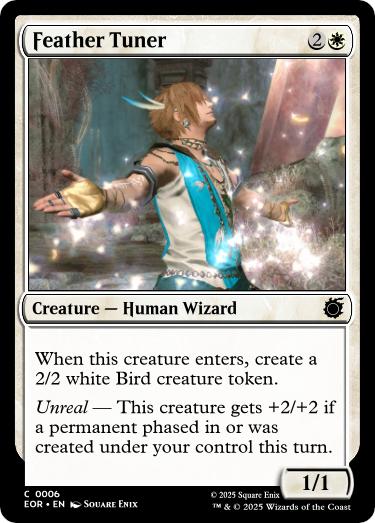 Feather Tuner 2
Creature — Human Wizard
When this creature enters, create a
2/2 white Bird creature token.
Unreal — This creature gets +2/+2 if
a permanent phased in or was
created under your control this turn.
1/1
C 0006
EOR • EN SQUARE ENIX
© 2025 Square Enix
™ & © 2025 Wizards of the Coast